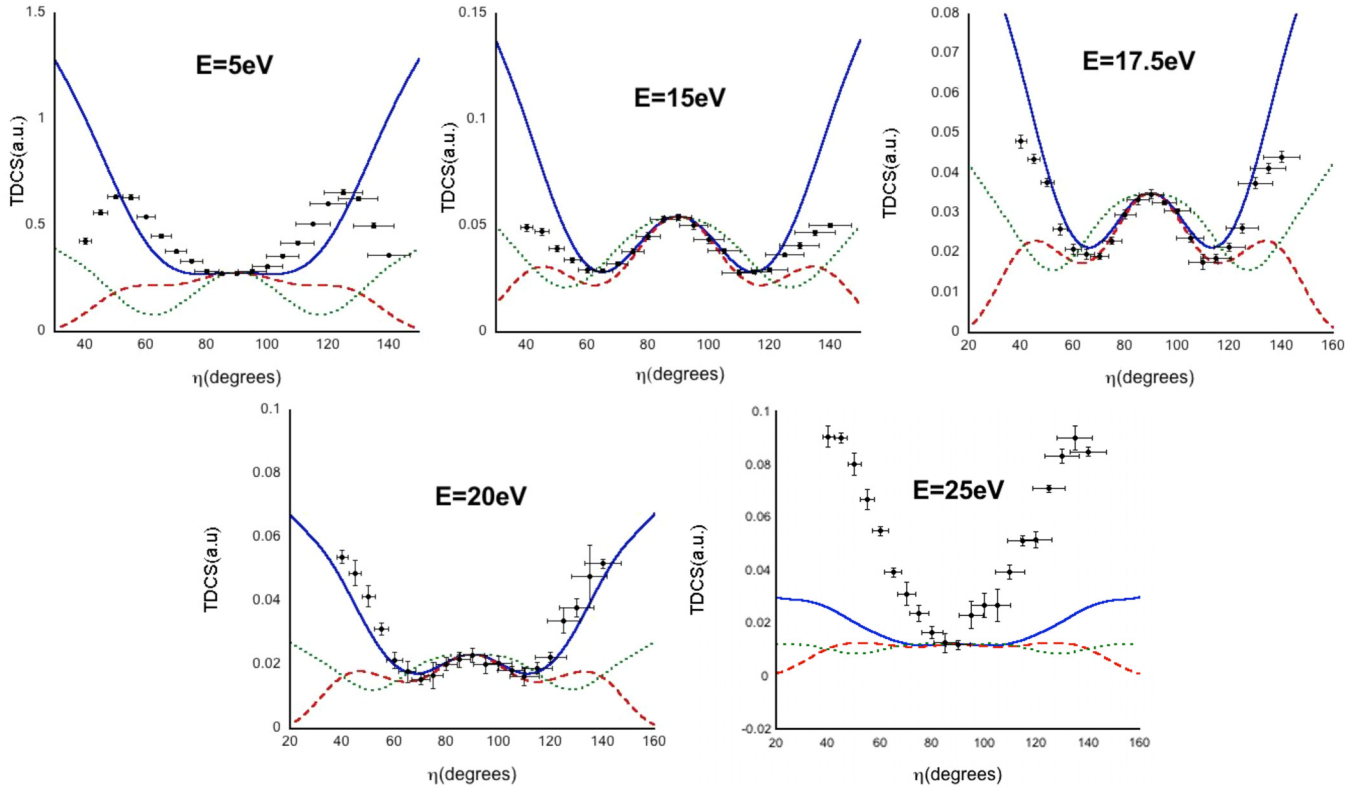 1.5
1
0.5
0
TDCS(a.u.)
E=5eV
40 60 80 100 120 140
η(degrees)
0.15
0.1
0.05
0
TDCS(a.u.)
E=15eV
40 60 80 100 120 140
η(degrees)
0.08
0.07
0.06
0.05
0.04
0.03
0.02
0.01
0
TDCS(a.u.)
E=17.5eV
20 40 60 80 100 120 140 160
η(degrees)
0.1
0.08
0.06
0.04
0.02
0
TDCS(a.u)
E=20eV
20 40 60 80 100 120 140 160
η(degrees)
0.1
0.08
0.06
0.04
0.02
0
-0.02
TDCS(a.u.)
E=25eV
20 40 60 80 100 120 140 160
η(degrees)